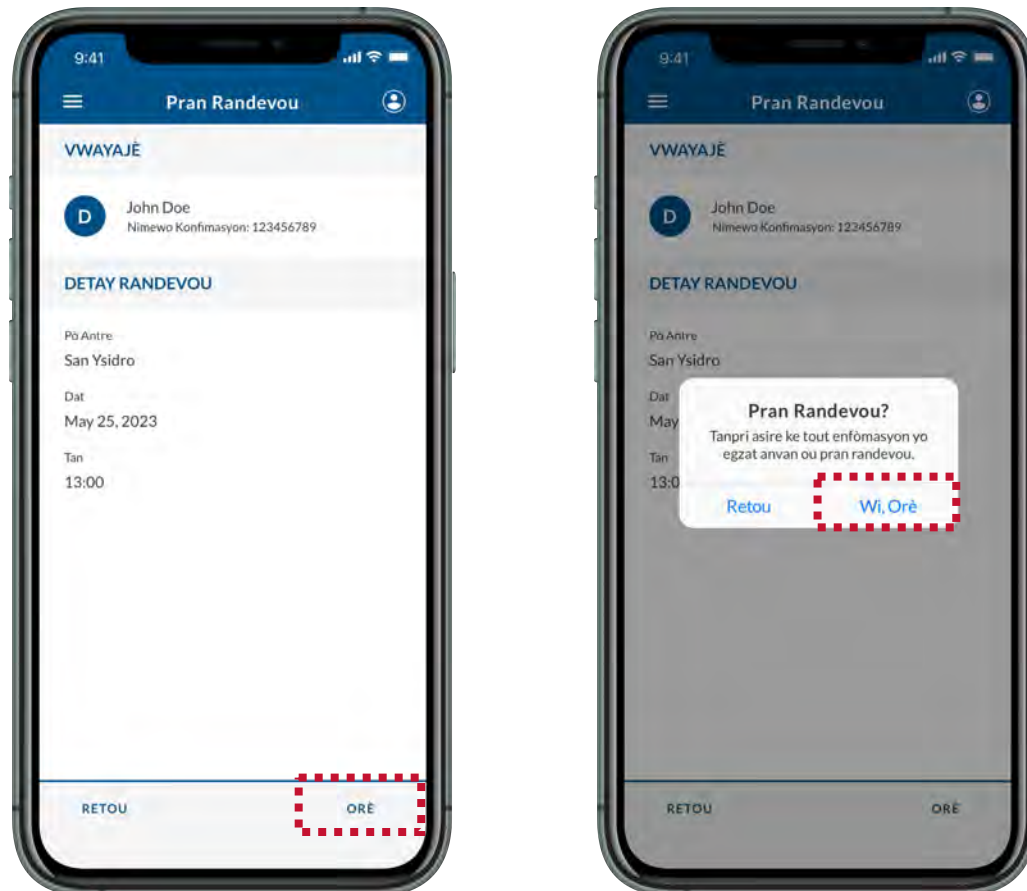 9:41
Pran Randevou
VWAYAJÈ
D
John Doe
Nimewo Konfimasyon: 123456789
DETAY RANDEVOU
Pò Antre
San Ysidro
Dat
May 25, 2023
Tan
13:00
RETOU
ORÈ
9:41
Pran Randevou
VWAYAJÈ
D
John Doe
Nimewo Konfimasyon: 123456789
DETAY RANDEVOU
Pò Antre
San Ysidro
Dat
May
Tan
13:0
Pran Randevou?
Tanpri asire ke tout enfòmasyon yo
egzat anvan ou pran randevou.
Retou
Wi, Orè
RETOU
ORÈ